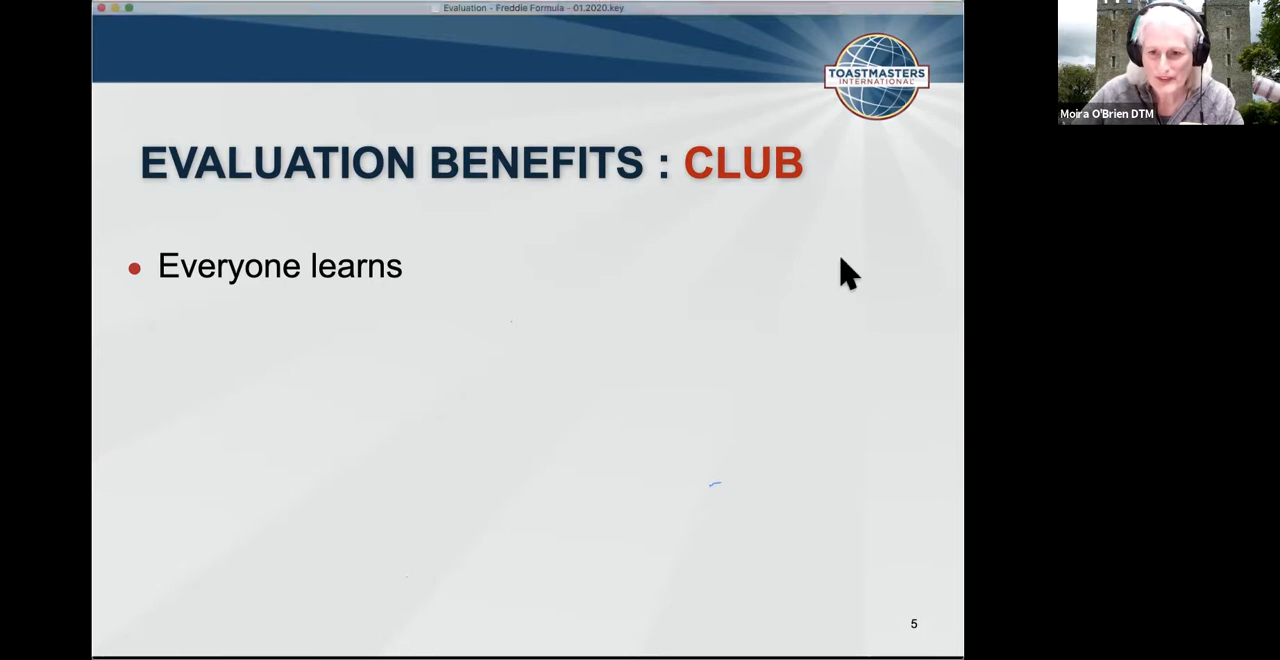 Evaluation - Freddie Formula - 01.2020.key
TOASTMASTERS
INTERNATIONAL
Moira O'Brien DTM
EVALUATION BENEFITS : CLUB
• Everyone learns
5